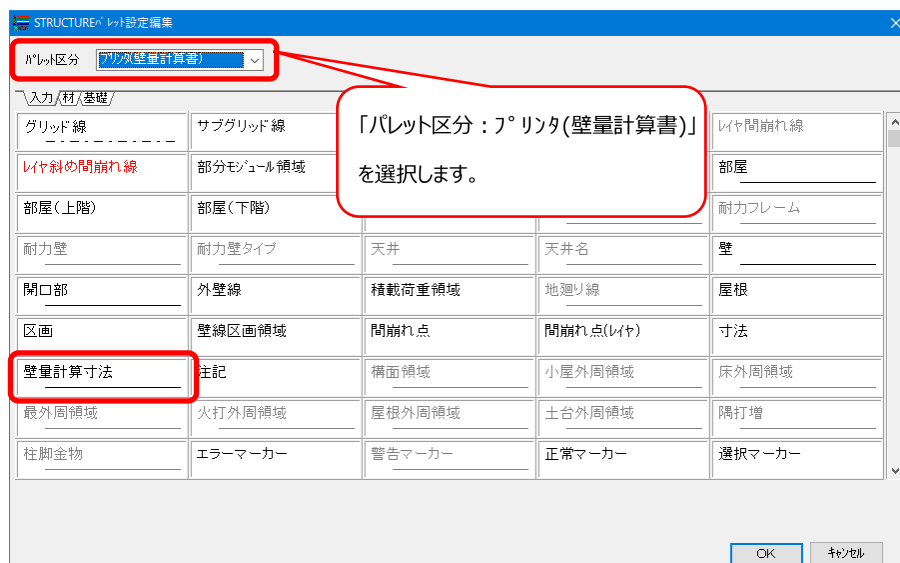 STRUCTUREﾊﾟﾚｯﾄ設定編集
ﾊﾟﾚｯﾄ区分 ﾌﾟﾘﾝﾀ(壁量計算書)
入力 材 基礎
「パレット区分：ﾌﾟﾘﾝﾀ(壁量計算書)」
を選択します。
グリッド線 サブグリッド線 ﾚｲﾔ間崩れ線
ﾚｲﾔ斜め間崩れ線 部分ﾓｼﾞｭｰﾙ領域 部屋
部屋(上階) 部屋(下階) 耐力フレーム
耐力壁 耐力壁タイプ 天井 天井名 壁
開口部 外壁線 積載荷重領域 地廻り線 屋根
区画 壁線区画領域 間崩れ点 間崩れ点(ﾚｲﾔ) 寸法
壁量計算寸法 注記 構面領域 小屋外周領域 床外周領域
最外周領域 火打外周領域 屋根外周領域 土台外周領域 隅打増
柱脚金物 エラーマーカー 警告マーカー 正常マーカー 選択マーカー
OK ｷｬﾝｾﾙ